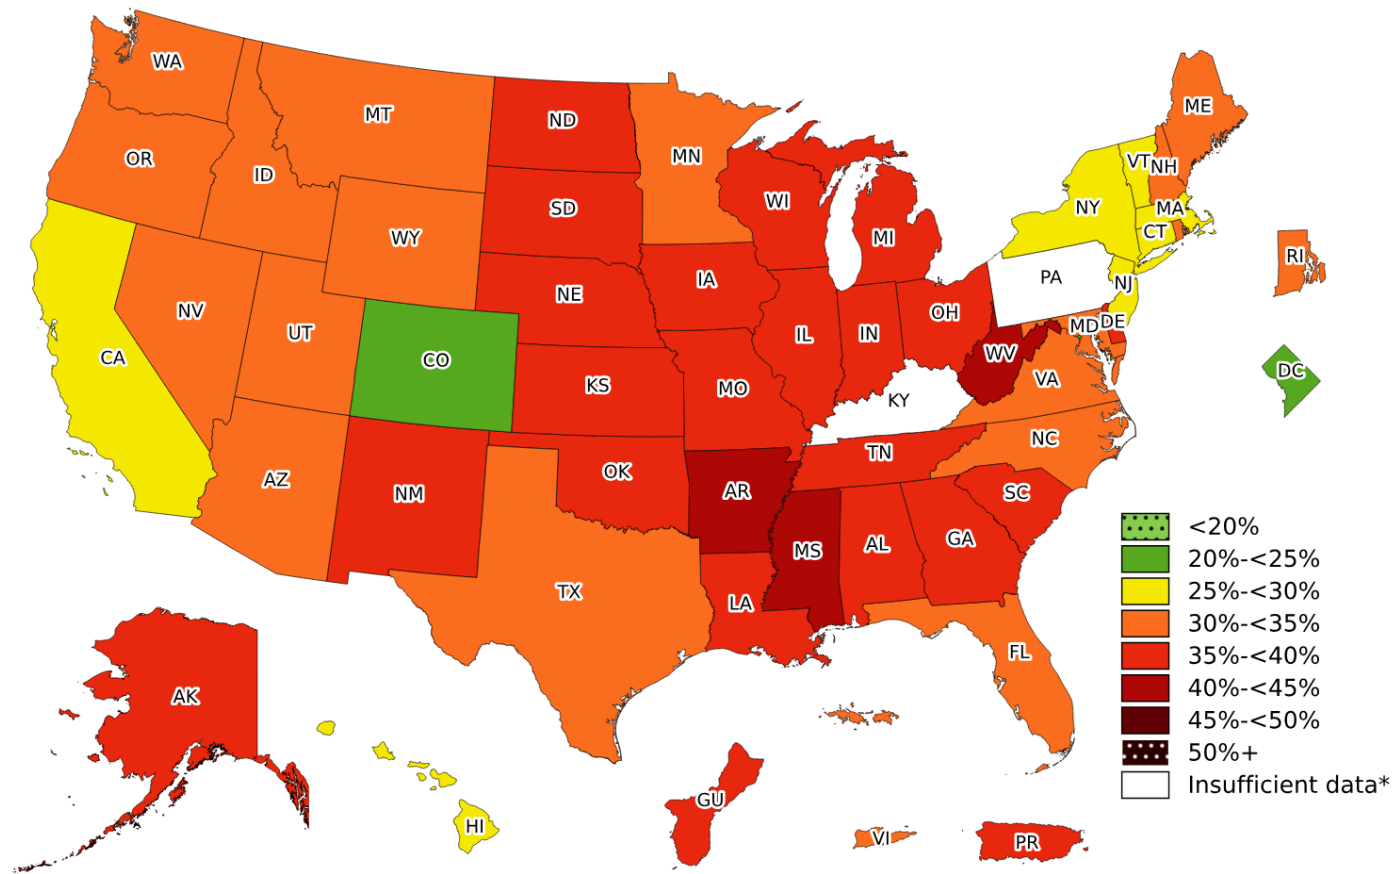 WA
MT
ND
ME
OR
ID
MN
VT
NH
SD
WI
NY
MA
WY
MI
CT
RI
NV
UT
NE
IA
PA
NJ
CA
CO
IL
IN
OH
MD
DE
WV
DC
KS
MO
KY
VA
AZ
NM
OK
TN
NC
AR
SC
MS
AL
GA
TX
LA
FL
AK
HI
GU
VI
PR
<20%
20%-<25%
25%-<30%
30%-<35%
35%-<40%
40%-<45%
45%-<50%
50%+
Insufficient data*